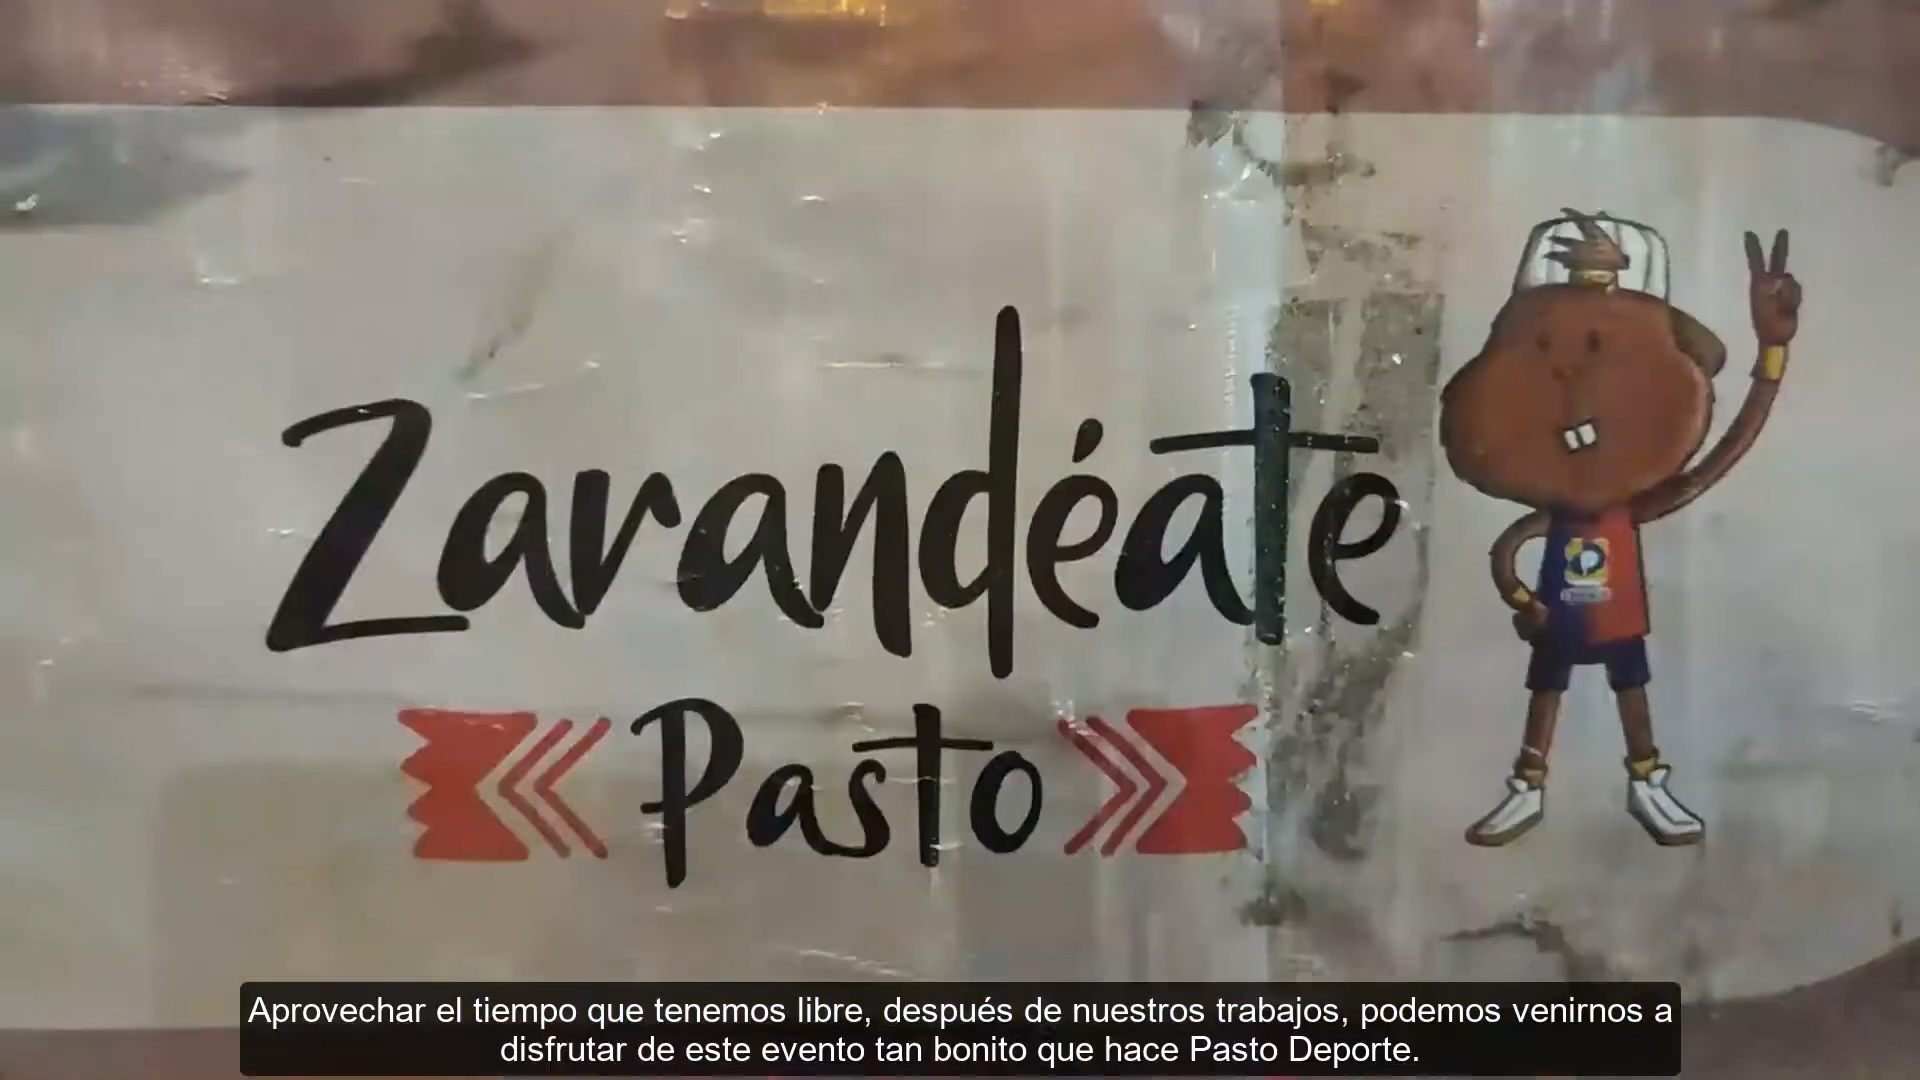 Zarandéate
Pasto
Aprovechar el tiempo que tenemos libre, después de nuestros trabajos, podemos venirnos a
disfrutar de este evento tan bonito que hace Pasto Deporte.